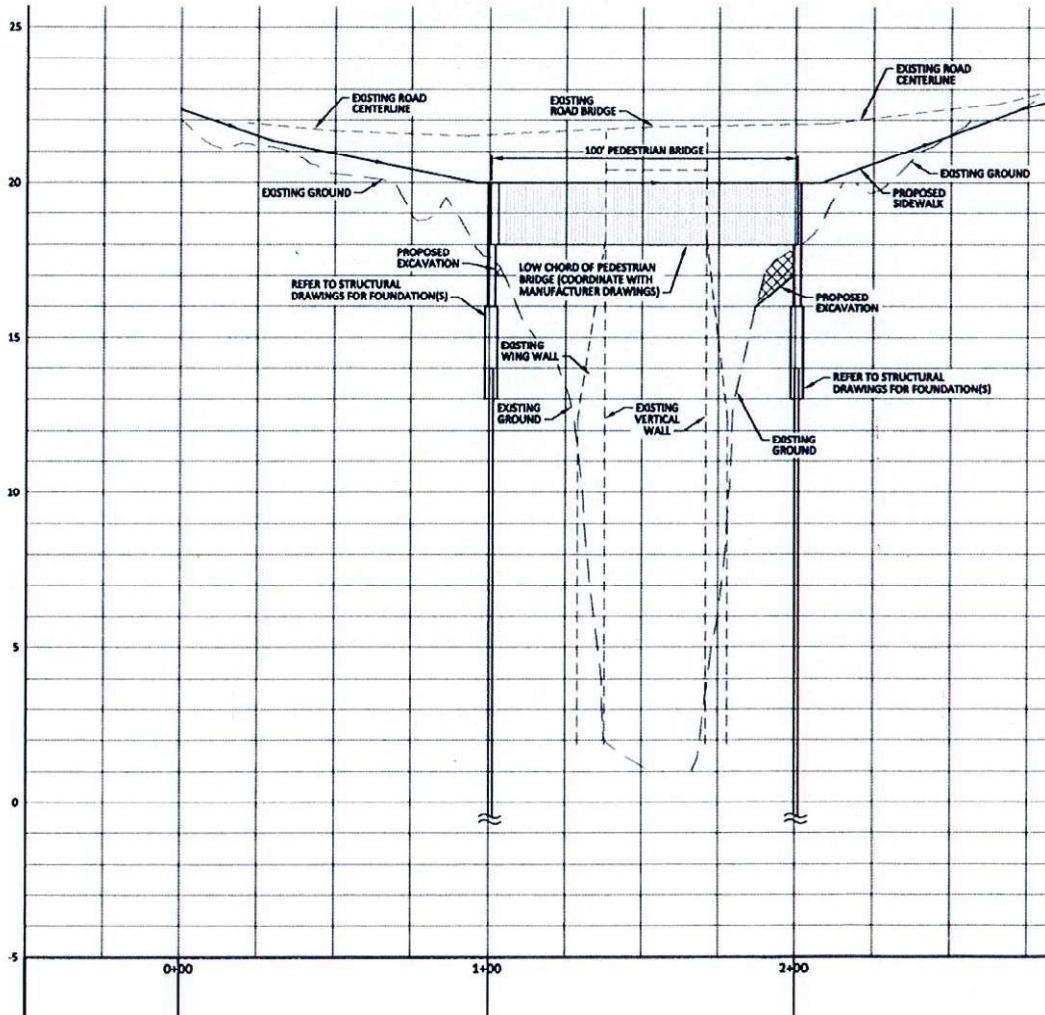 25
20
15
10
5
0
-5
EXISTING ROAD
CENTERLINE
EXISTING
ROAD BRIDGE
EXISTING ROAD
CENTERLINE
100' PEDESTRIAN BRIDGE
EXISTING GROUND
EXISTING GROUND
PROPOSED
SIDEWALK
PROPOSED
EXCAVATION
LOW CHORD OF PEDESTRIAN
BRIDGE (COORDINATE WITH
MANUFACTURER DRAWINGS)
REFER TO STRUCTURAL
DRAWINGS FOR FOUNDATION(S)
PROPOSED
EXCAVATION
EXISTING
WING WALL
REFER TO STRUCTURAL
DRAWINGS FOR FOUNDATION(S)
EXISTING
GROUND
EXISTING
VERTICAL
WALL
EXISTING
GROUND
0+00
1+00
2+00